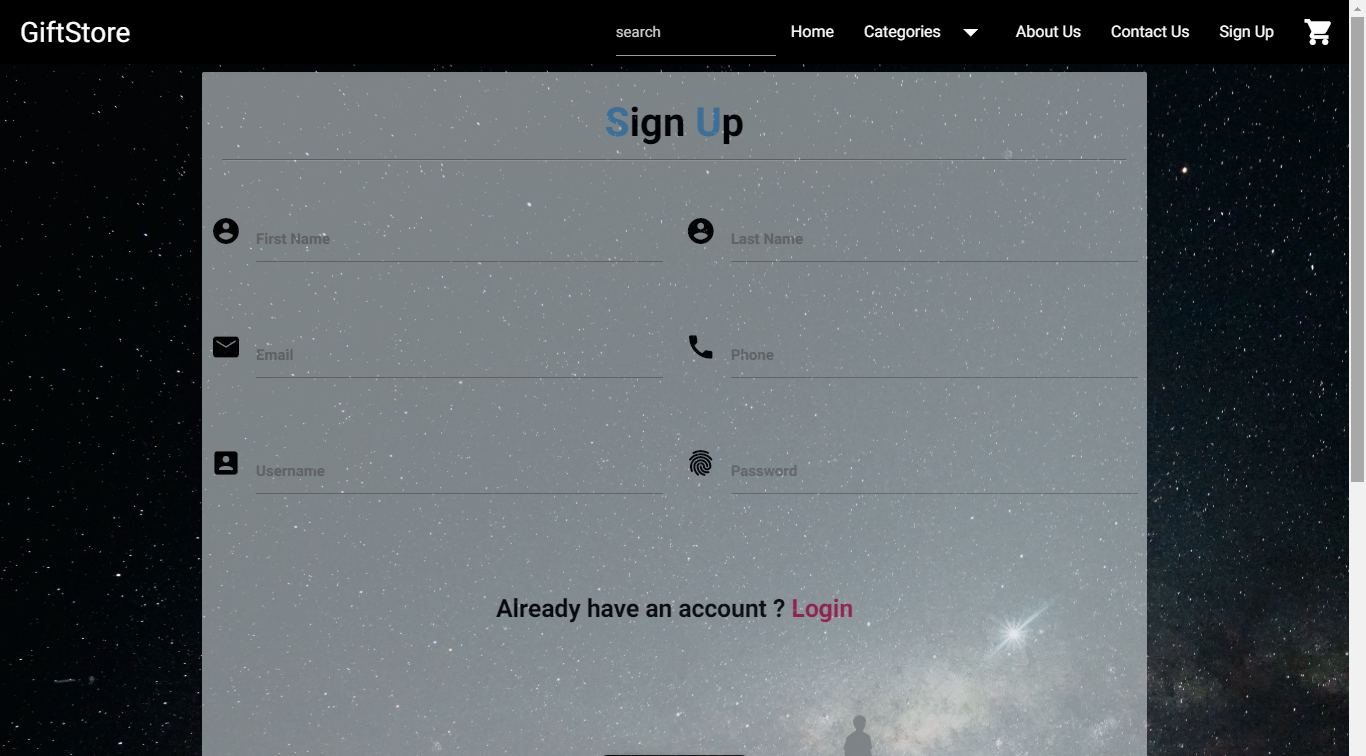 GiftStore
search Home Categories About Us Contact Us Sign Up
Sign Up
First Name Last Name
Email Phone
Username Password
Already have an account ? Login